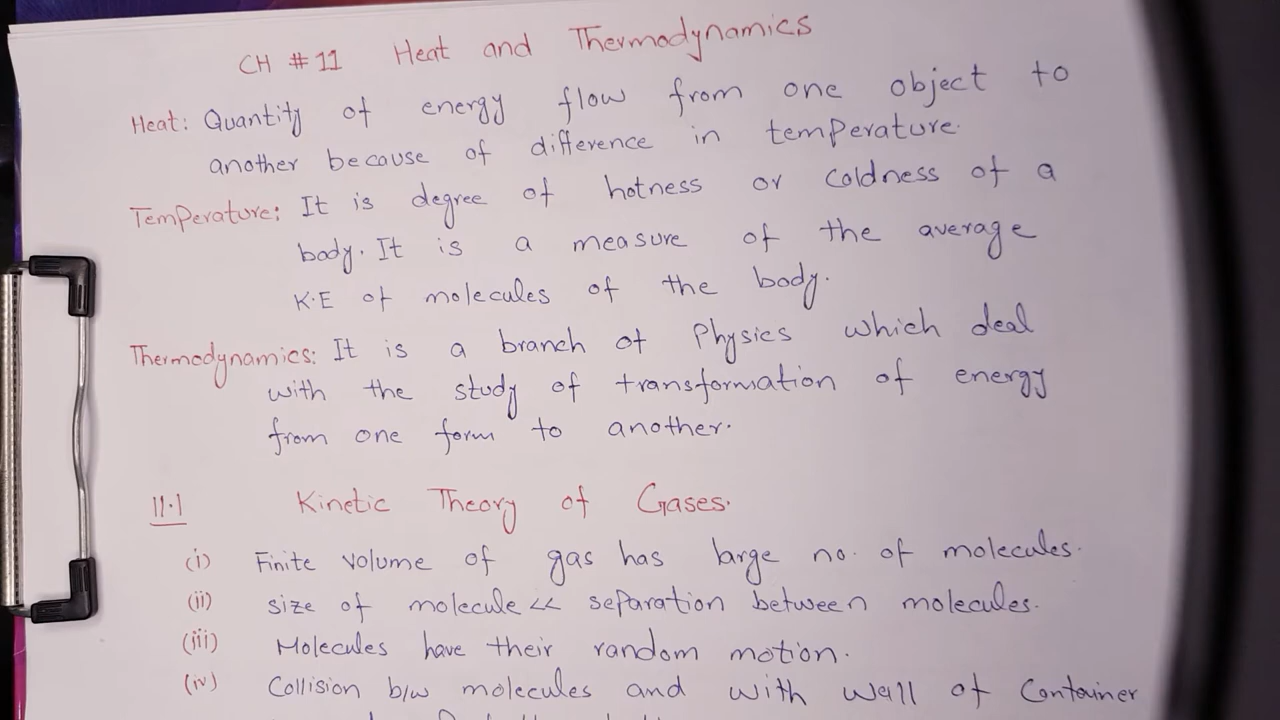 CH # 11 Heat and Thermodynamics
Heat: Quantity of energy flow from one object to
another because of difference in temperature.
Temperature: It is degree of hotness or coldness of a
body. It is a measure of the average
K.E of molecules of the body.
Thermodynamics: It is a branch of Physics which deal
with the study of transformation of energy
from one form to another.
11.1 Kinetic Theory of Gases.
(i) Finite volume of gas has large no. of molecules.
(ii) size of molecule << separation between molecules.
(iii) Molecules have their random motion.
(iv) Collision b/w molecules and with wall of Container